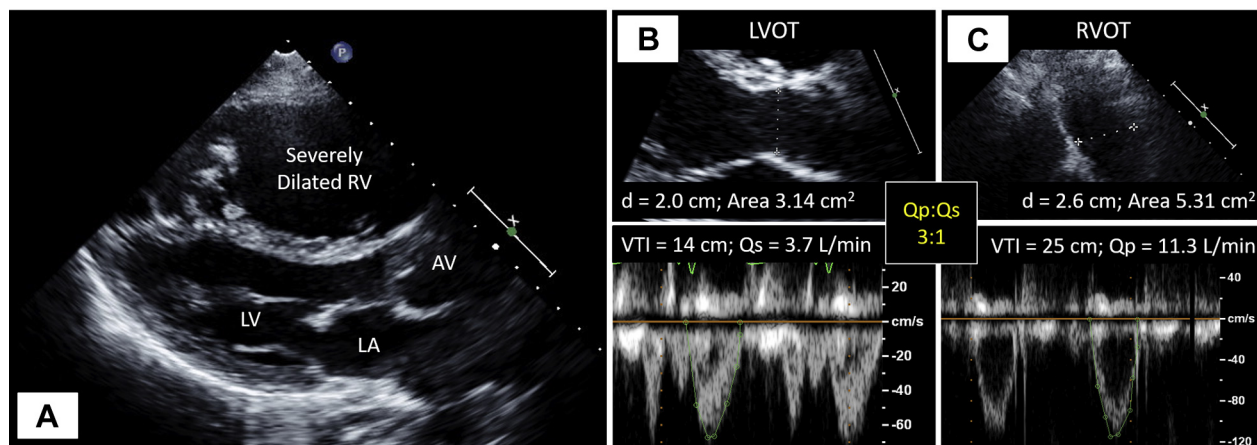 P
Severely
Dilated RV
x
AV
LV
LA
A
B
LVOT
x
d = 2.0 cm; Area 3.14 cm²
C
RVOT
x
d = 2.6 cm; Area 5.31 cm²
Qp:Qs
3:1
VTI = 14 cm; Qs = 3.7 L/min
20
cm/s
-20
-40
-60
VTI = 25 cm; Qp = 11.3 L/min
-40
cm/s
-40
-80
-120